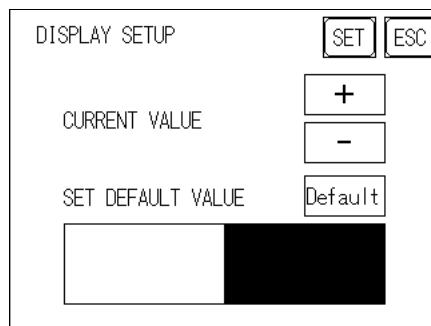 DISPLAY SETUP SET ESC
+
CURRENT VALUE
-
SET DEFAULT VALUE Default